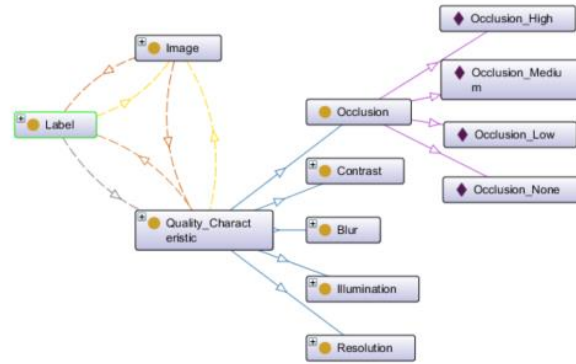 Image
Label
Quality_Charact
eristic
Occlusion
Contrast
Blur
Illumination
Resolution
Occlusion_High
Occlusion_Mediu
m
Occlusion_Low
Occlusion_None